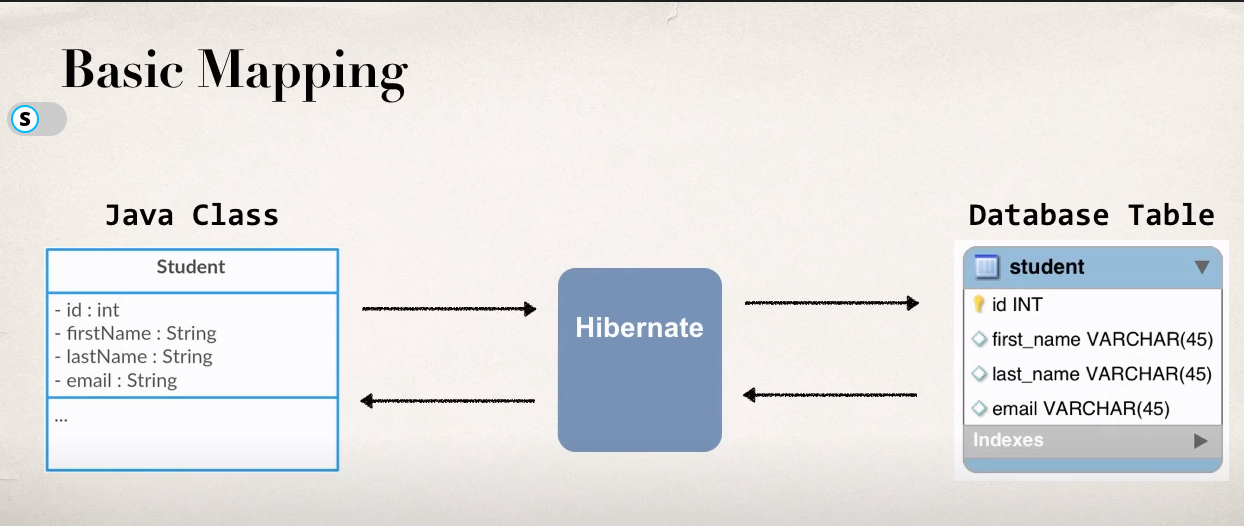 Basic Mapping
S
Java Class
Student
- id : int
- firstName : String
- lastName : String
- email : String
...
Hibernate
Database Table
student
id INT
first_name VARCHAR(45)
last_name VARCHAR(45)
email VARCHAR(45)
Indexes